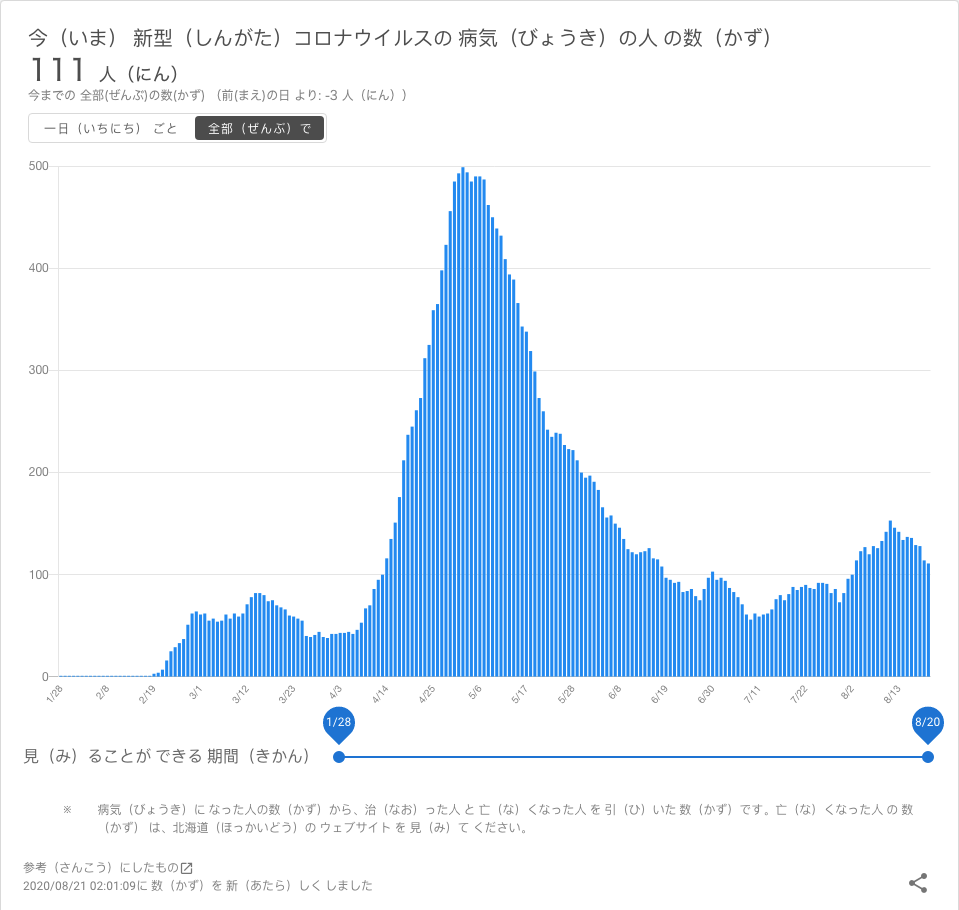 今（いま） 新型（しんがた）コロナウイルスの 病気（びょうき）の人 の数（かず）
111 人（にん）
今までの 全部(ぜんぶ)の数(かず) （前(まえ)の日 より: -3 人（にん））
一日（いちにち） ごと 全部（ぜんぶ）で
500
400
300
200
100
0
1/28 2/8 2/19 3/1 3/12 3/23 4/3 4/14 4/25 5/6 5/17 5/28 6/8 6/19 6/30 7/11 7/22 8/2 8/13
1/28 8/20
見（み）ることが できる 期間（きかん）
※ 病気（びょうき）に なった人の数（かず）から、治（なお）った人 と 亡（な）くなった人 を 引（ひ）いた 数（かず）です。亡（な）くなった人 の 数
（かず） は、北海道（ほっかいどう）の ウェブサイト を 見（み）て ください。
参考（さんこう）にしたもの
2020/08/21 02:01:09に 数（かず）を 新（あたら）しく しました